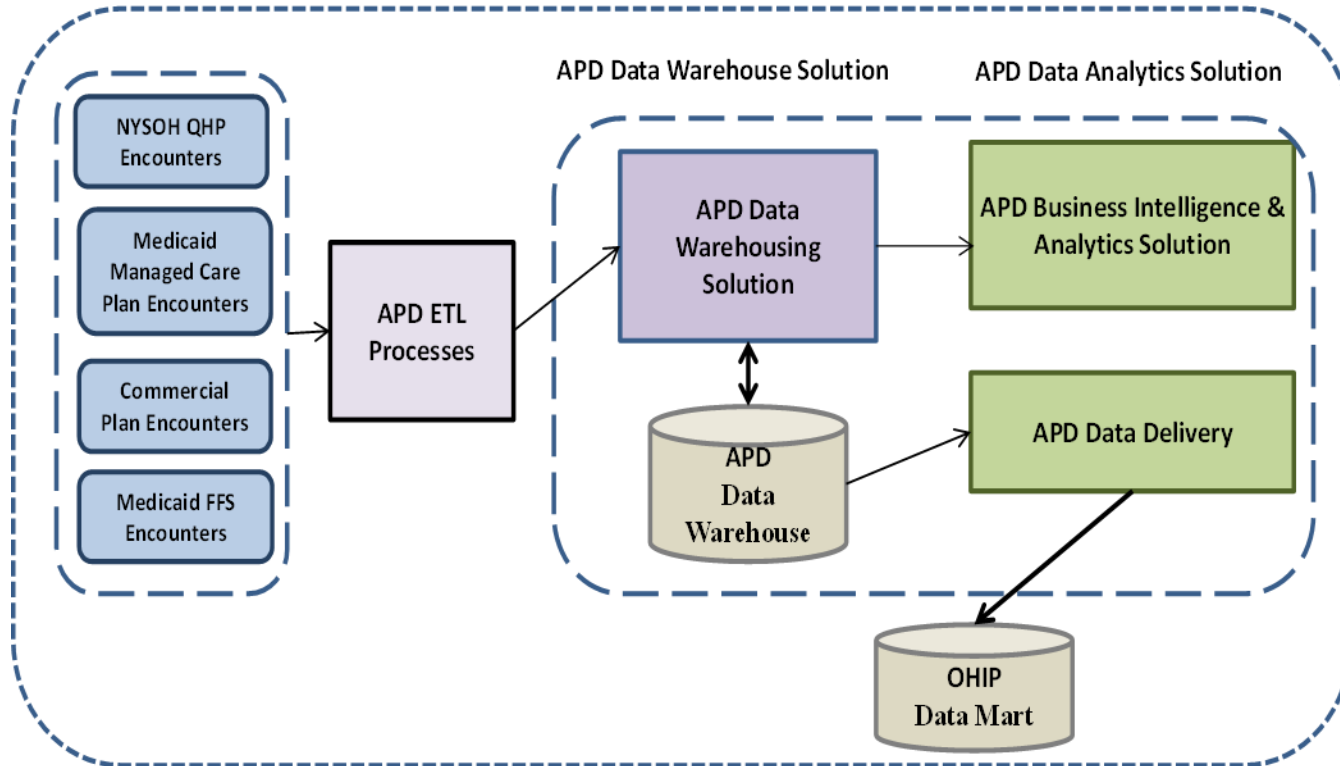 APD Data Warehouse Solution
APD Data Analytics Solution
NYSOH QHP
Encounters
Medicaid
Managed Care
Plan Encounters
Commercial
Plan Encounters
Medicaid FFS
Encounters
APD ETL
Processes
APD Data
Warehousing
Solution
APD Business Intelligence &
Analytics Solution
APD
Data
Warehouse
APD Data Delivery
OHIP
Data Mart